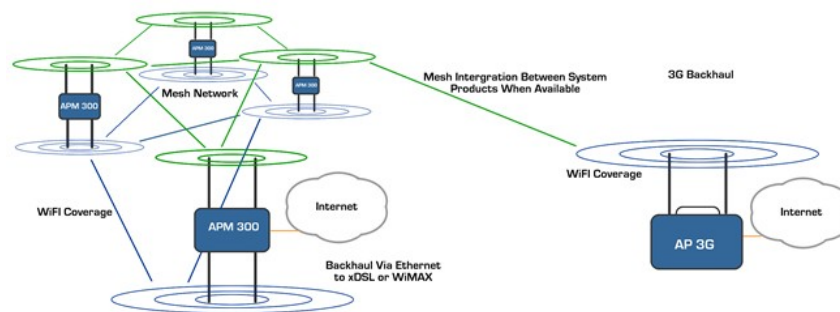 APM 300
APM 300
APM 300
Mesh Network
Mesh Intergration Between System
Products When Available
3G Backhaul
WiFI Coverage
WiFI Coverage
APM 300
Internet
Backhaul Via Ethernet
to xDSL or WiMAX
AP 3G
Internet